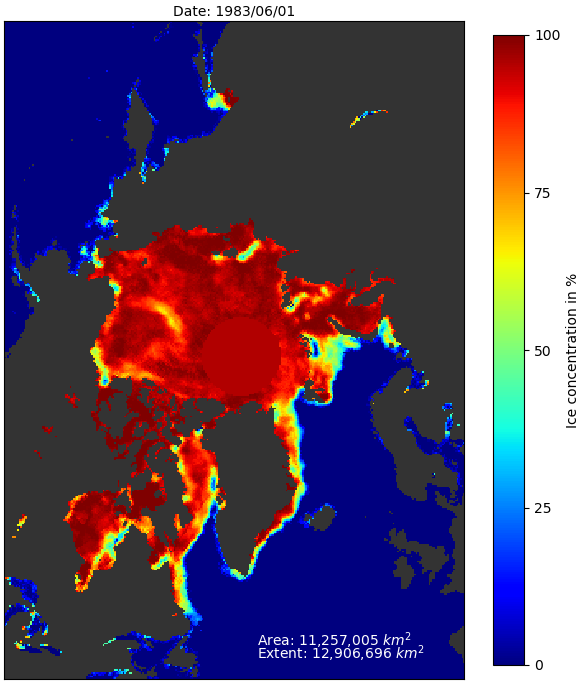 Date: 1983/06/01
100
75
50
25
0
Ice concentration in %
Area: 11,257,005 km²
Extent: 12,906,696 km²